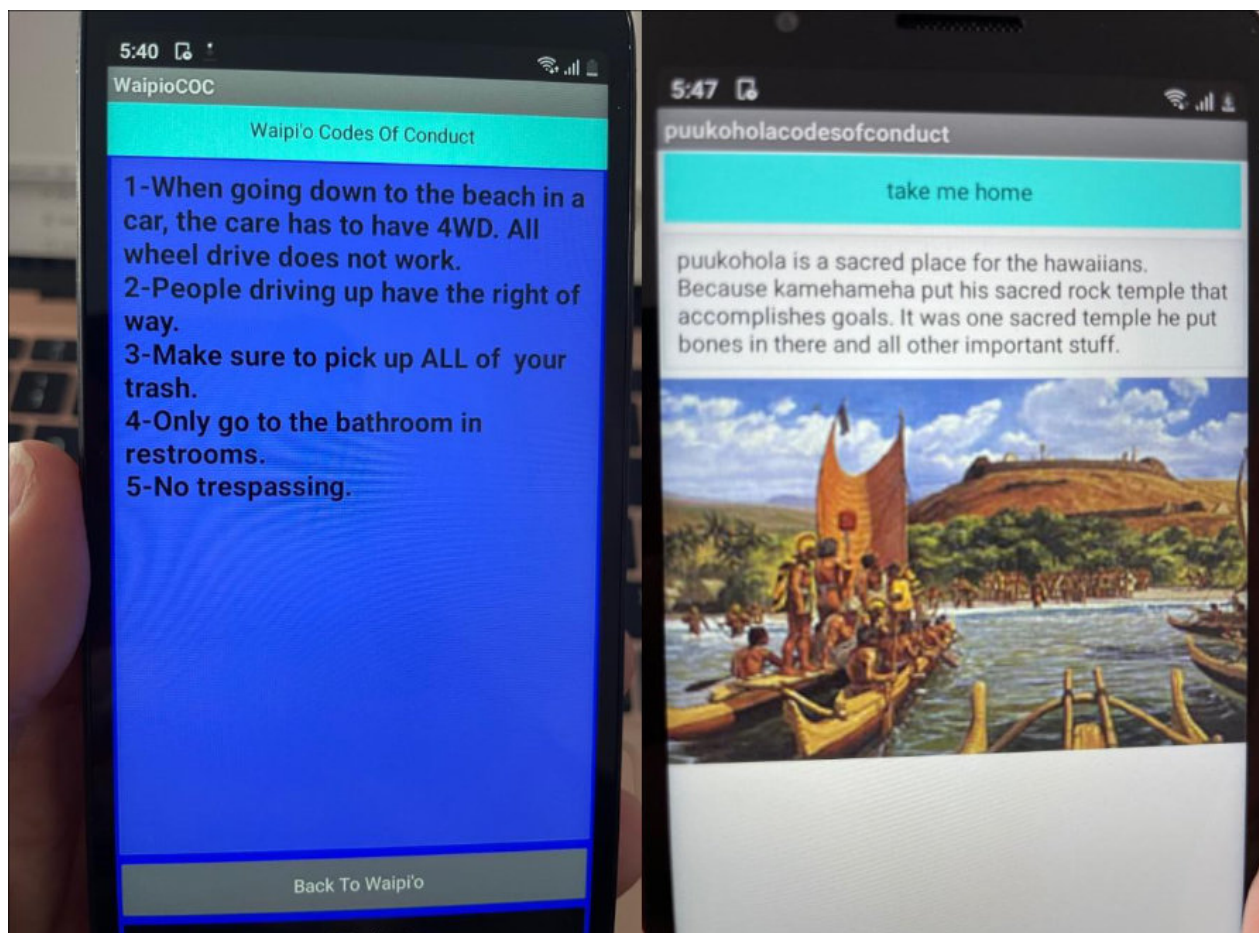 5:40
WaipioCOC
Waipi'o Codes Of Conduct
1-When going down to the beach in a
car, the care has to have 4WD. All
wheel drive does not work.
2-People driving up have the right of
way.
3-Make sure to pick up ALL of your
trash.
4-Only go to the bathroom in
restrooms.
5-No trespassing.
Back To Waipi'o
5:47
puukoholacodesofconduct
take me home
puukohola is a sacred place for the hawaiians.
Because kamehameha put his sacred rock temple that
accomplishes goals. It was one sacred temple he put
bones in there and all other important stuff.